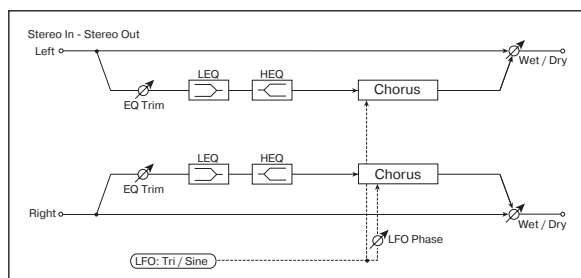 Stereo In - Stereo Out
Left
Wet / Dry
EQ Trim
LEQ
HEQ
Chorus
LEQ
HEQ
Chorus
EQ Trim
Right
Wet / Dry
LFO Phase
LFO: Tri / Sine